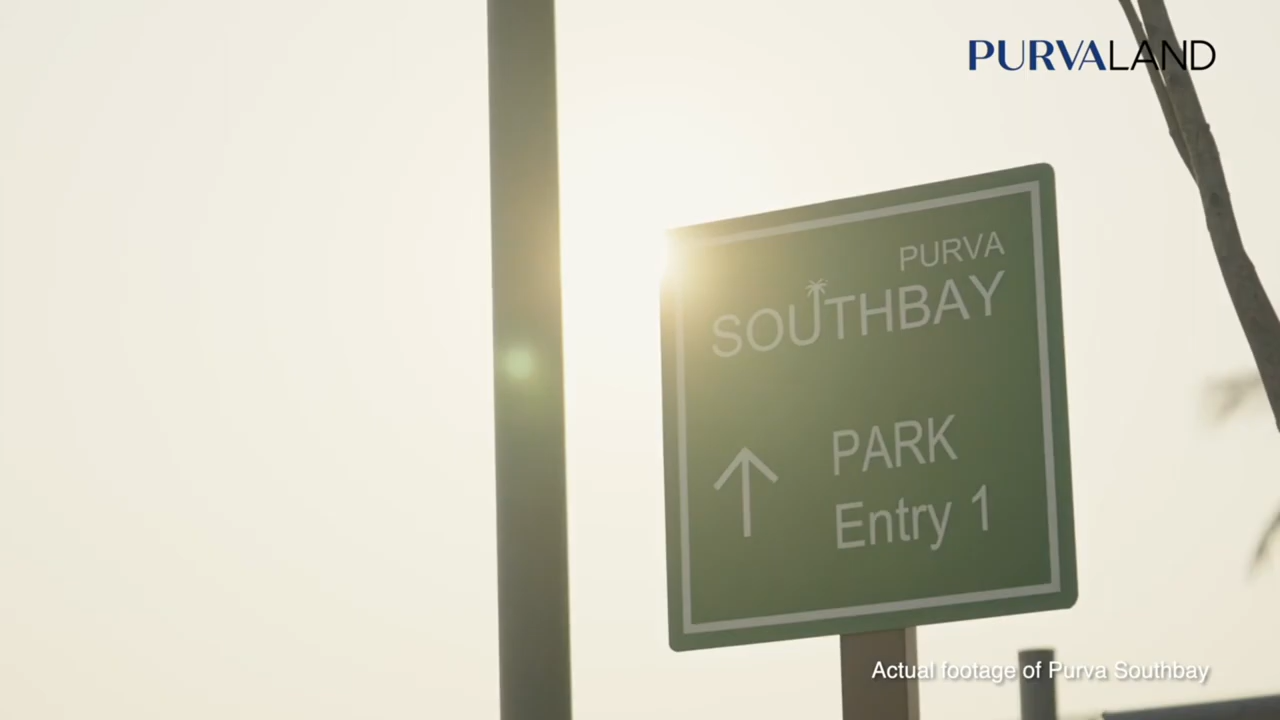 PURVALAND
PURVA
SOUTHBAY
PARK
Entry 1
Actual footage of Purva Southbay